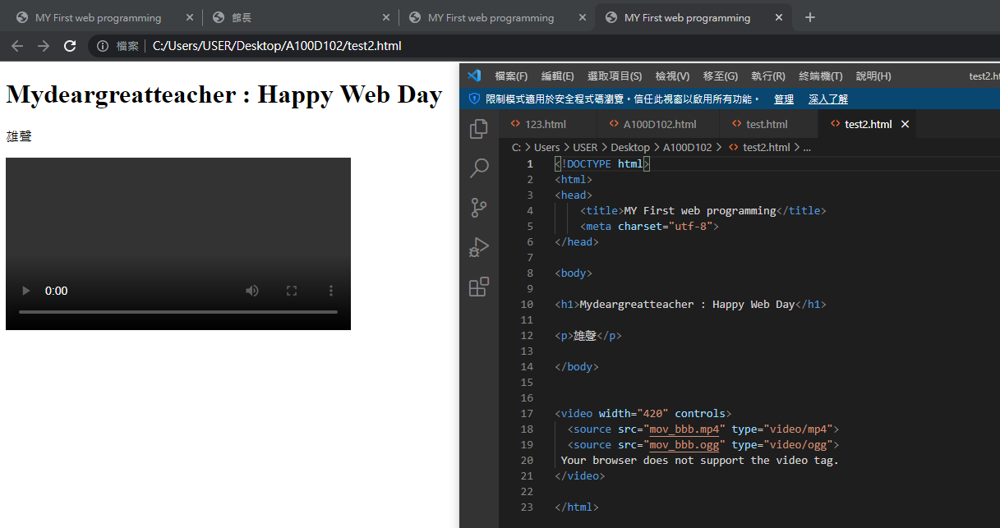 MY First web programming
館長
MY First web programming
MY First web programming
檔案 C:/Users/USER/Desktop/A100D102/test2.html
Mydeargreatteacher : Happy Web Day
雄聲
0:00
檔案(F) 編輯(E) 選取項目(S) 檢視(V) 移至(G) 執行(R) 終端機(T) 說明(H)
限制模式適用於安全程式碼瀏覽。信任此視窗以啟用所有功能。 管理 深入了解
123.html A100D102.html test.html test2.html
C: > Users > USER > Desktop > A100D102 > test2.html > ...
1 <!DOCTYPE html>
2 <html>
3 <head>
4 <title>MY First web programming</title>
5 <meta charset="utf-8">
6 </head>
7
8 <body>
9
10 <h1>Mydeargreatteacher : Happy Web Day</h1>
11
12 <p>雄聲</p>
13
14 </body>
15
16
17 <video width="420" controls>
18 <source src="mov_bbb.mp4" type="video/mp4">
19 <source src="mov_bbb.ogg" type="video/ogg">
20 Your browser does not support the video tag.
21 </video>
22
23 </html>